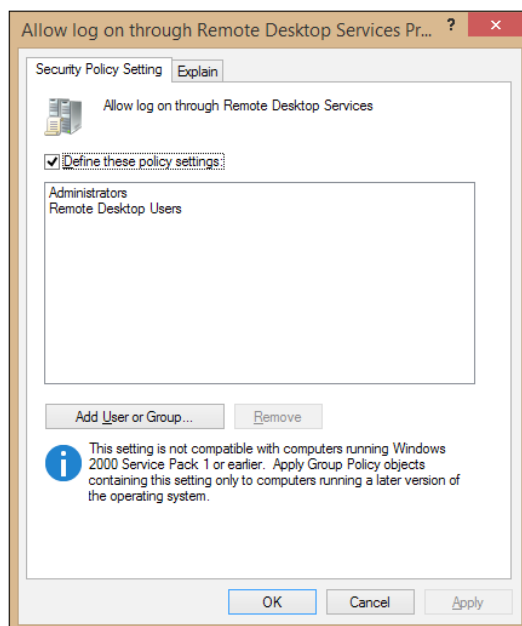 Allow log on through Remote Desktop Services Pr... ? ×
Security Policy Setting Explain
Allow log on through Remote Desktop Services
Define these policy settings:
Administrators
Remote Desktop Users
Add User or Group... Remove
This setting is not compatible with computers running Windows
2000 Service Pack 1 or earlier. Apply Group Policy objects
containing this setting only to computers running a later version of
the operating system.
OK Cancel Apply